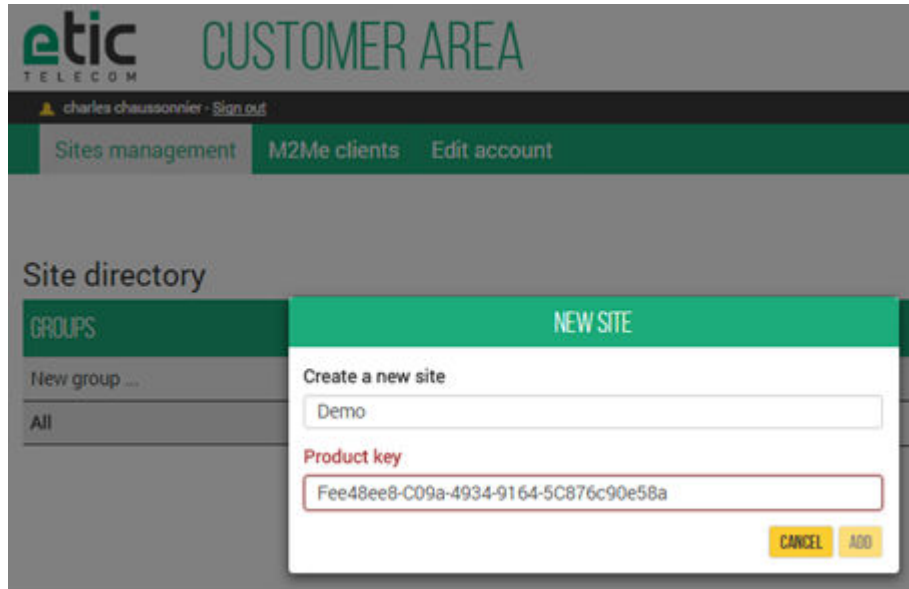 etic
TELECOM
CUSTOMER AREA
charles chaussonnier - Sign out
Sites management M2Me clients Edit account
Site directory
GROUPS
New group ...
All
NEW SITE
Create a new site
Demo
Product key
Fee48ee8-C09a-4934-9164-5C876c90e58a
CANCEL ADD